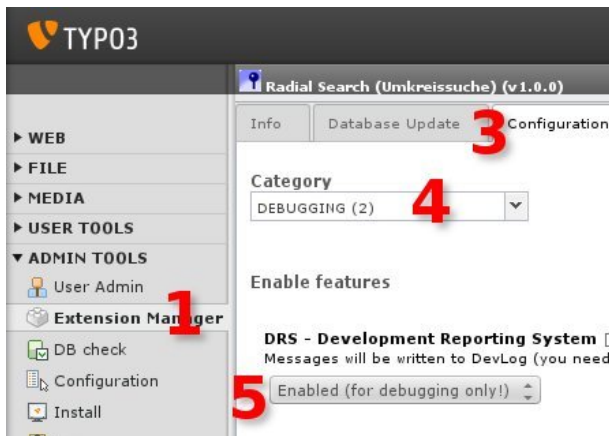 TYPO3
Radial Search (Umkreissuche) (v1.0.0)
Info
Database Update
3
Configuration
WEB
FILE
MEDIA
USER TOOLS
ADMIN TOOLS
User Admin
1
Extension Manager
DB check
Configuration
Install
Category
DEBUGGING (2)
4
Enable features
DRS - Development Reporting System
Messages will be written to DevLog (you need
5
Enabled (for debugging only!)